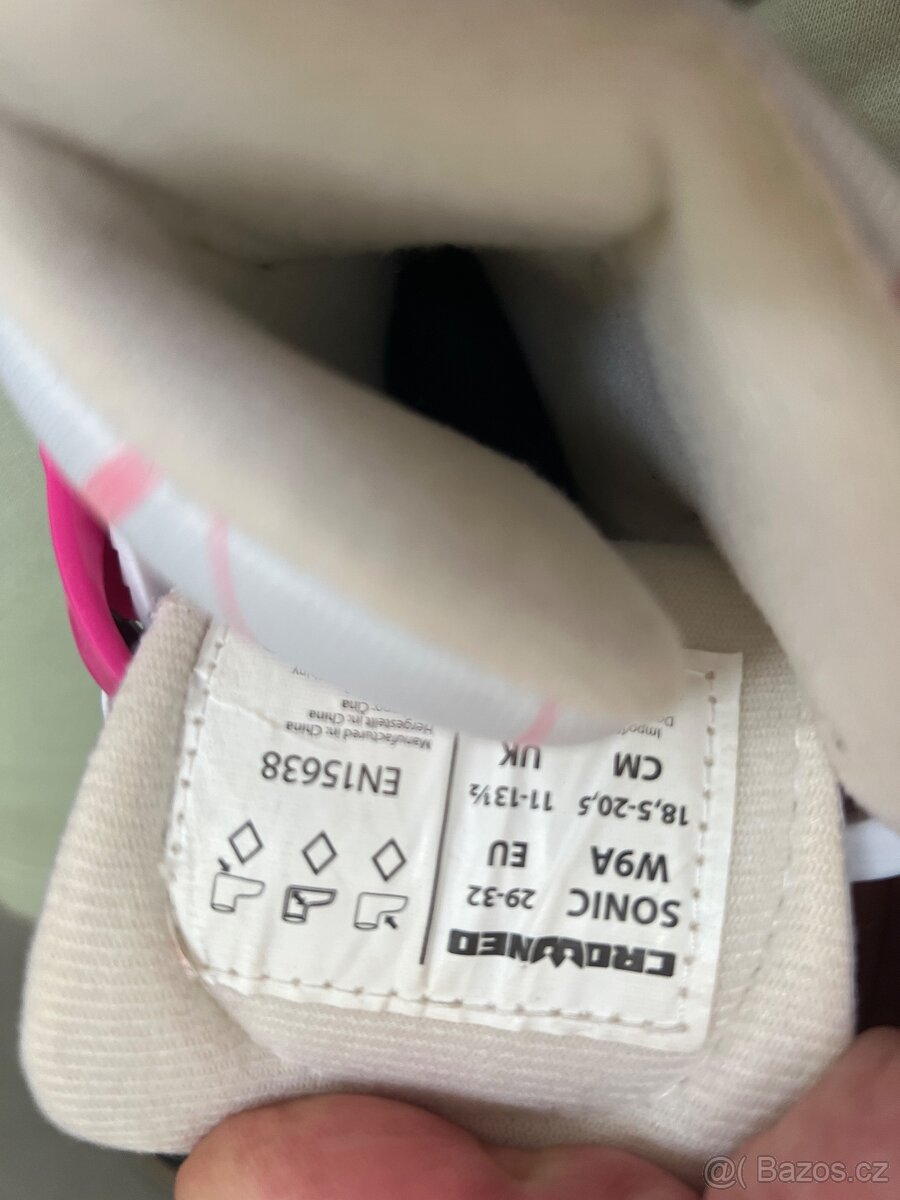 CROWNED
SONIC 29-32
W9A EU
18,5-20,5 11-13½
CM UK
EN15638
Manufactured in: China
Hergestellt in: China
@( Bazos.cz